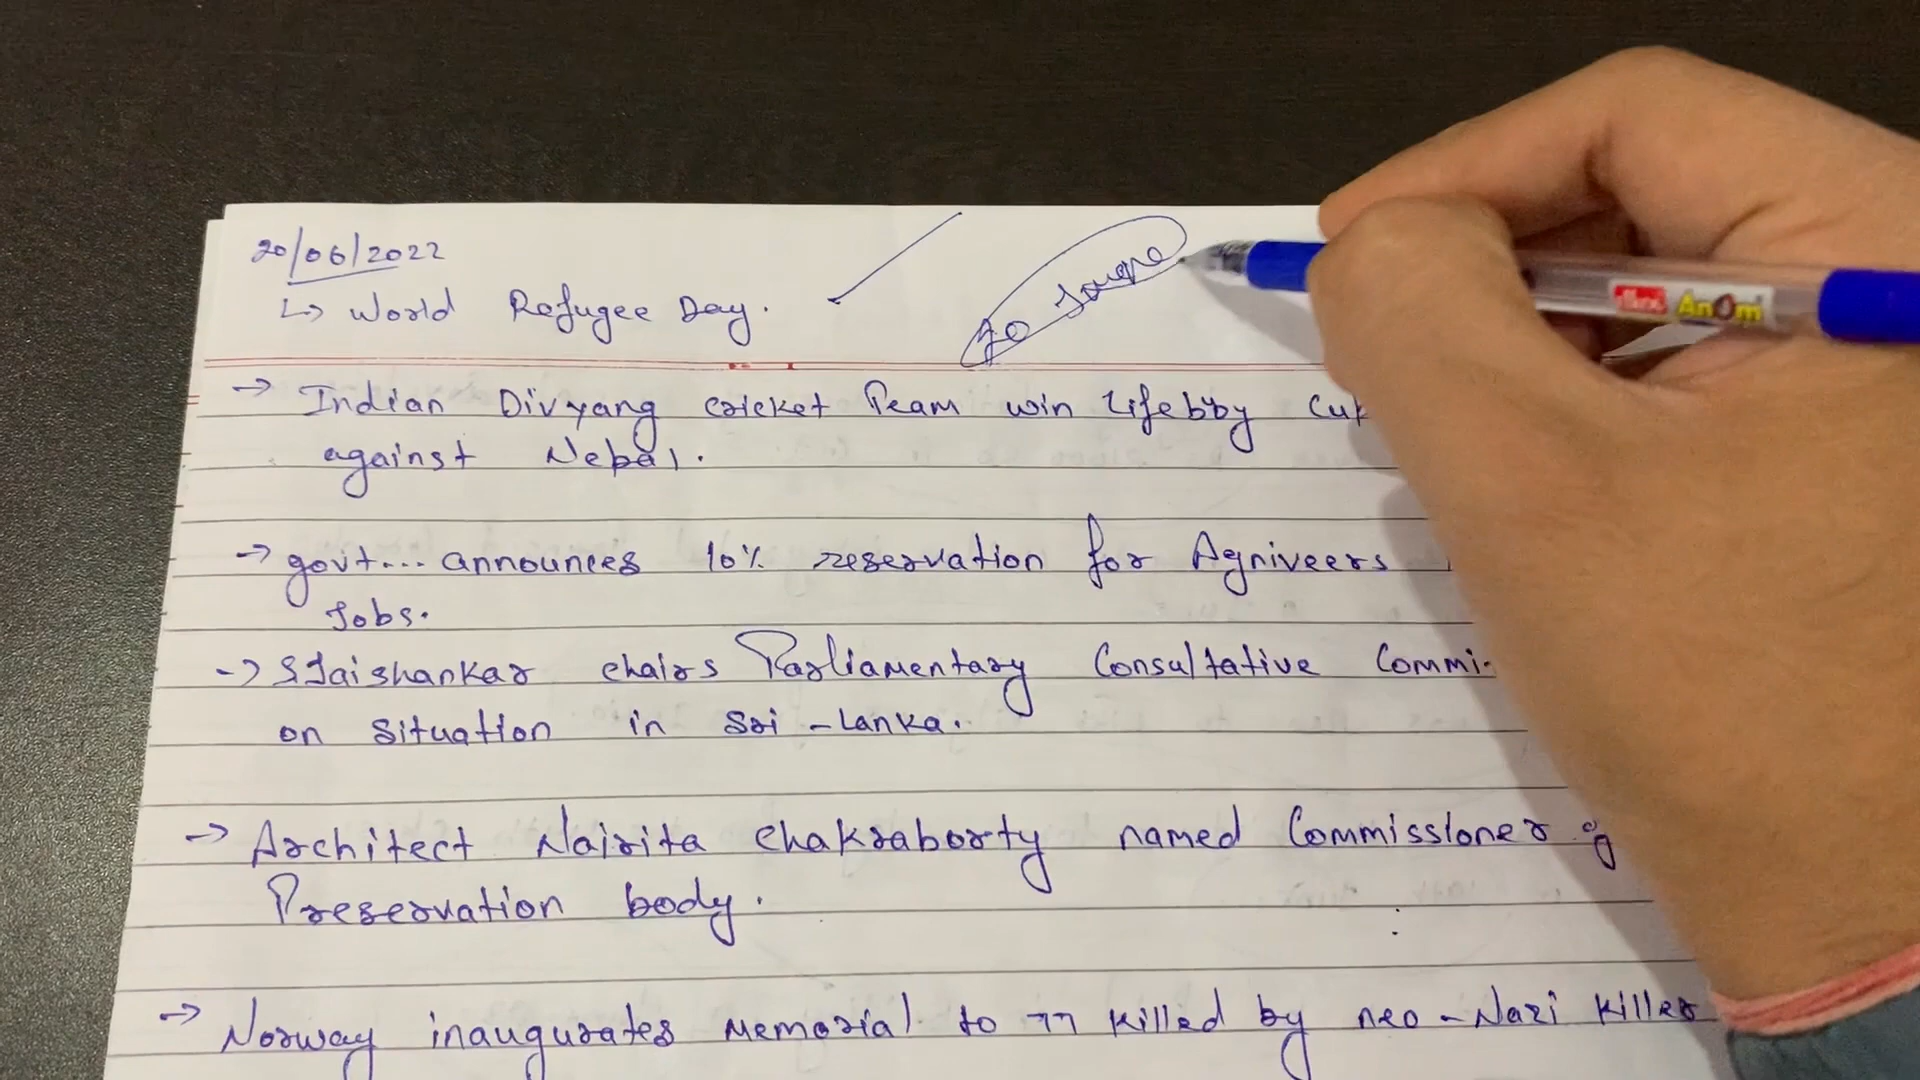 20/06/2022
↳ World Refugee Day.
→ Indian Divyang cricket Team win Lifebby Cup
against Nepal.
→ govt... announces 10% reservation for Agniveers
Jobs.
→ S Jaishankar chairs Parliamentary Consultative Commi-
on situation in Sri - Lanka.
→ Architect Nairita Chakraborty named Commissioner of
Preservation body.
→ Norway inaugurates Memorial to 77 killed by neo - Nazi killer
Anomi